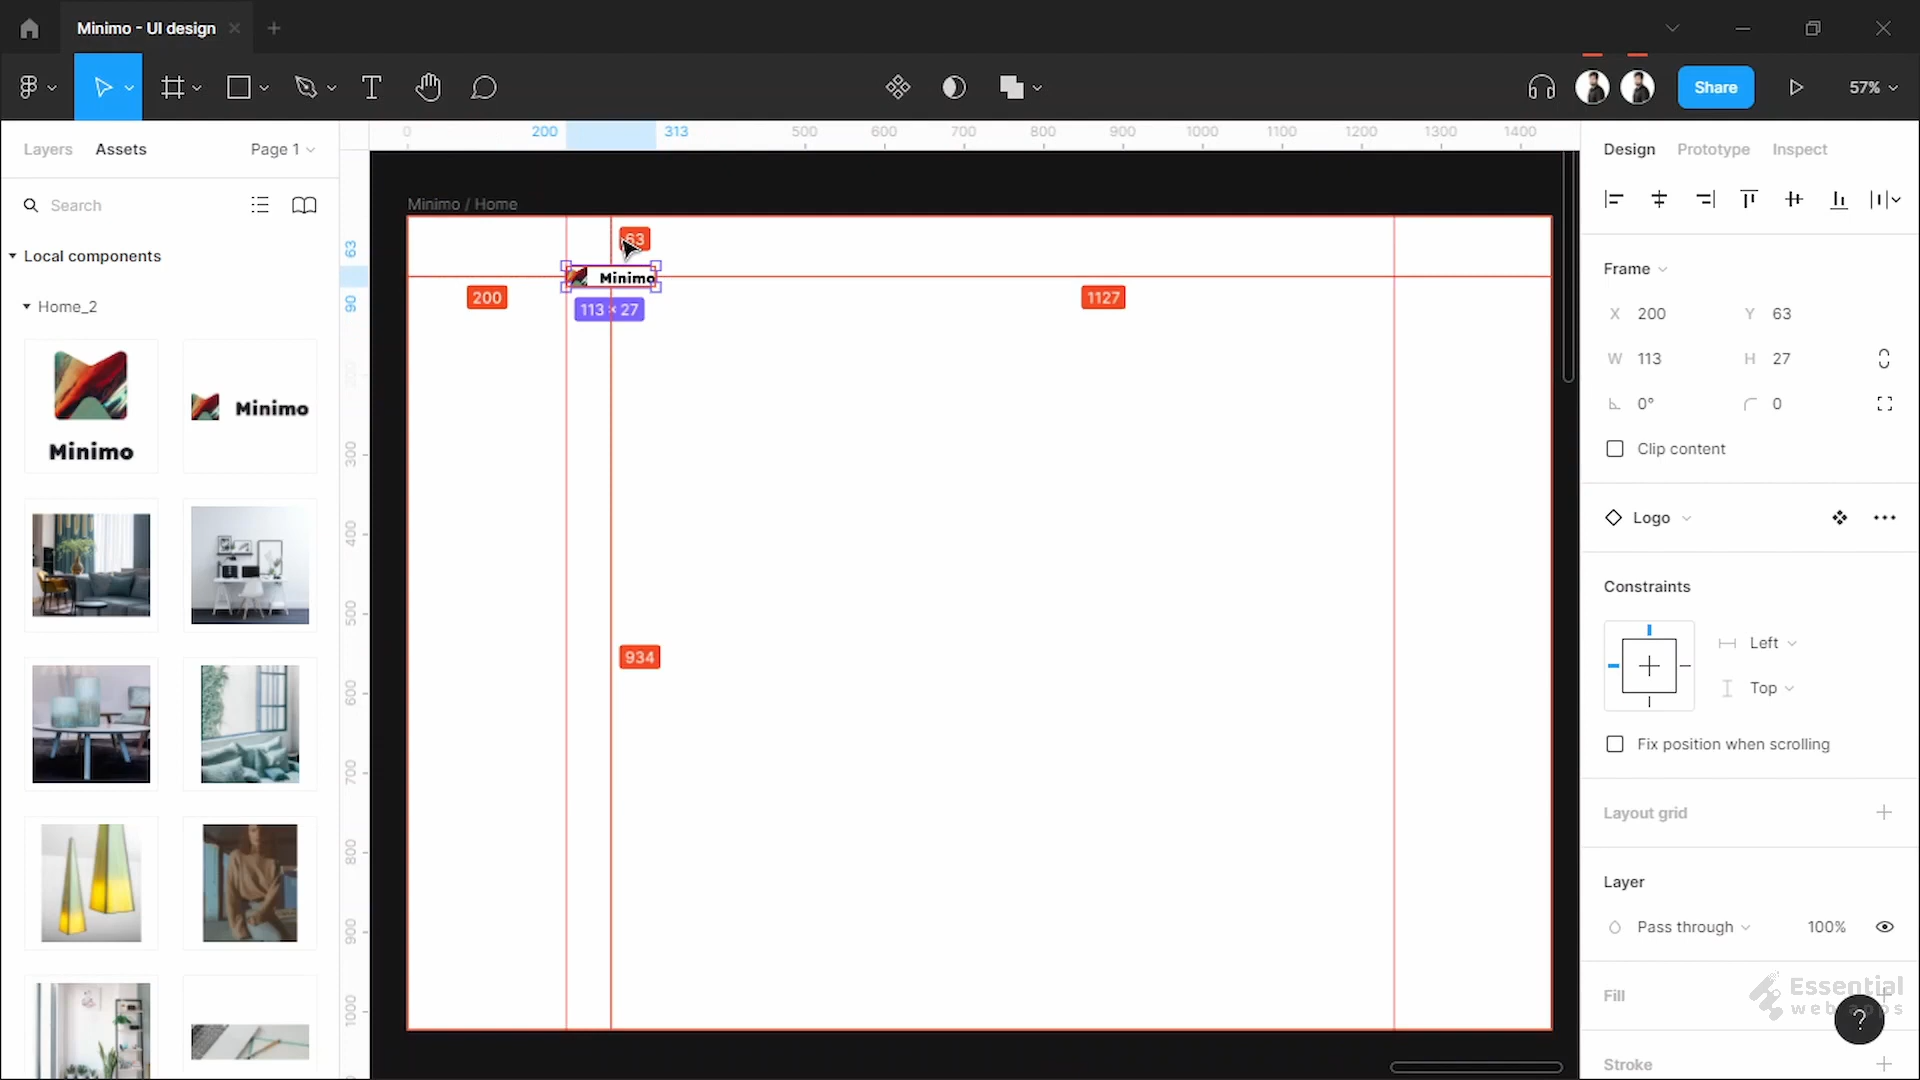 Minimo - UI design
Share
57%
Layers Assets Page 1
Search
Local components
Home_2
Minimo
Minimo
0 200 313 500 600 700 800 900 1000 1100 1200 1300 1400
63
90
300
400
500
600
700
800
900
1000
Minimo / Home
63
Minimo
200
113 × 27
1127
934
Design Prototype Inspect
Frame
X 200 Y 63
W 113 H 27
0° 0
Clip content
Logo
Constraints
Left
Top
Fix position when scrolling
Layout grid
Layer
Pass through 100%
Fill
Essential
web apps
?
Stroke